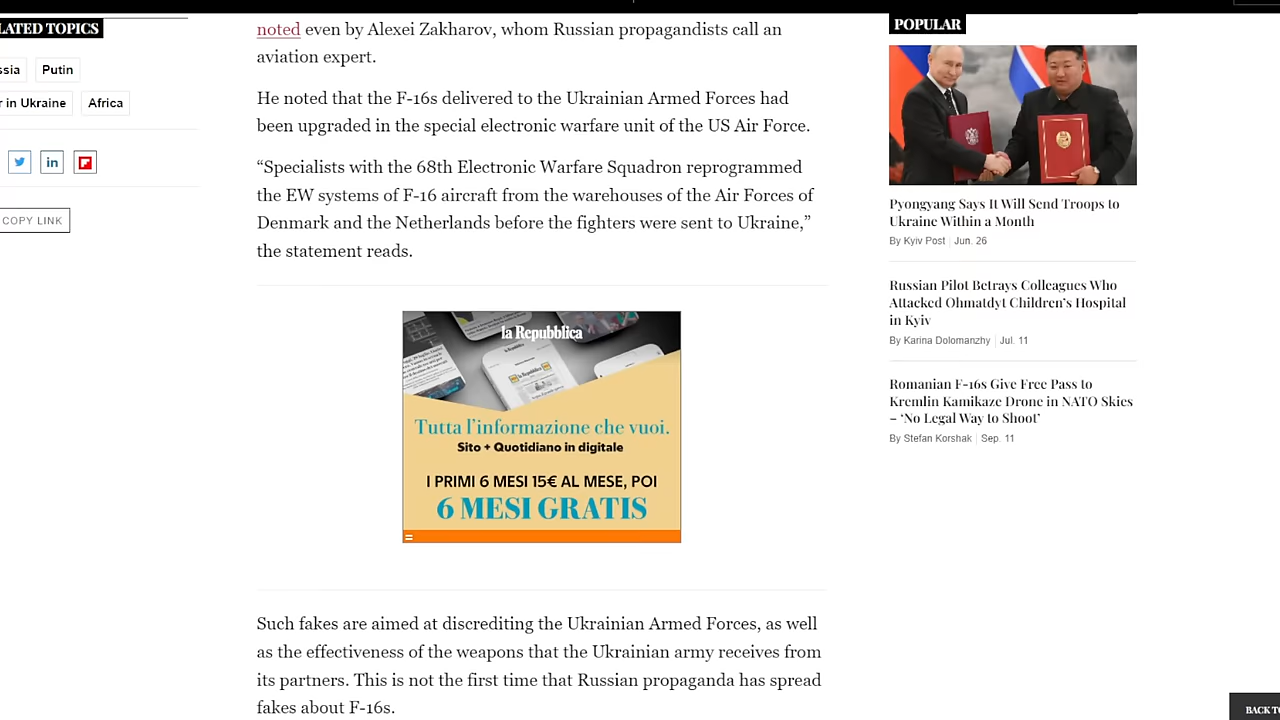 LATED TOPICS
ssia
Putin
r in Ukraine
Africa
COPY LINK
noted even by Alexei Zakharov, whom Russian propagandists call an
aviation expert.
He noted that the F-16s delivered to the Ukrainian Armed Forces had
been upgraded in the special electronic warfare unit of the US Air Force.
“Specialists with the 68th Electronic Warfare Squadron reprogrammed
the EW systems of F-16 aircraft from the warehouses of the Air Forces of
Denmark and the Netherlands before the fighters were sent to Ukraine,”
the statement reads.
la Repubblica
la Repubblica
Tutta l’informazione che vuoi.
Sito + Quotidiano in digitale
I PRIMI 6 MESI 15€ AL MESE, POI
6 MESI GRATIS
Such fakes are aimed at discrediting the Ukrainian Armed Forces, as well
as the effectiveness of the weapons that the Ukrainian army receives from
its partners. This is not the first time that Russian propaganda has spread
fakes about F-16s.
POPULAR
Pyongyang Says It Will Send Troops to
Ukraine Within a Month
By Kyiv Post | Jun. 26
Russian Pilot Betrays Colleagues Who
Attacked Ohmatdyt Children’s Hospital
in Kyiv
By Karina Dolomanzhy | Jul. 11
Romanian F-16s Give Free Pass to
Kremlin Kamikaze Drone in NATO Skies
– ‘No Legal Way to Shoot’
By Stefan Korshak | Sep. 11
BACK TO